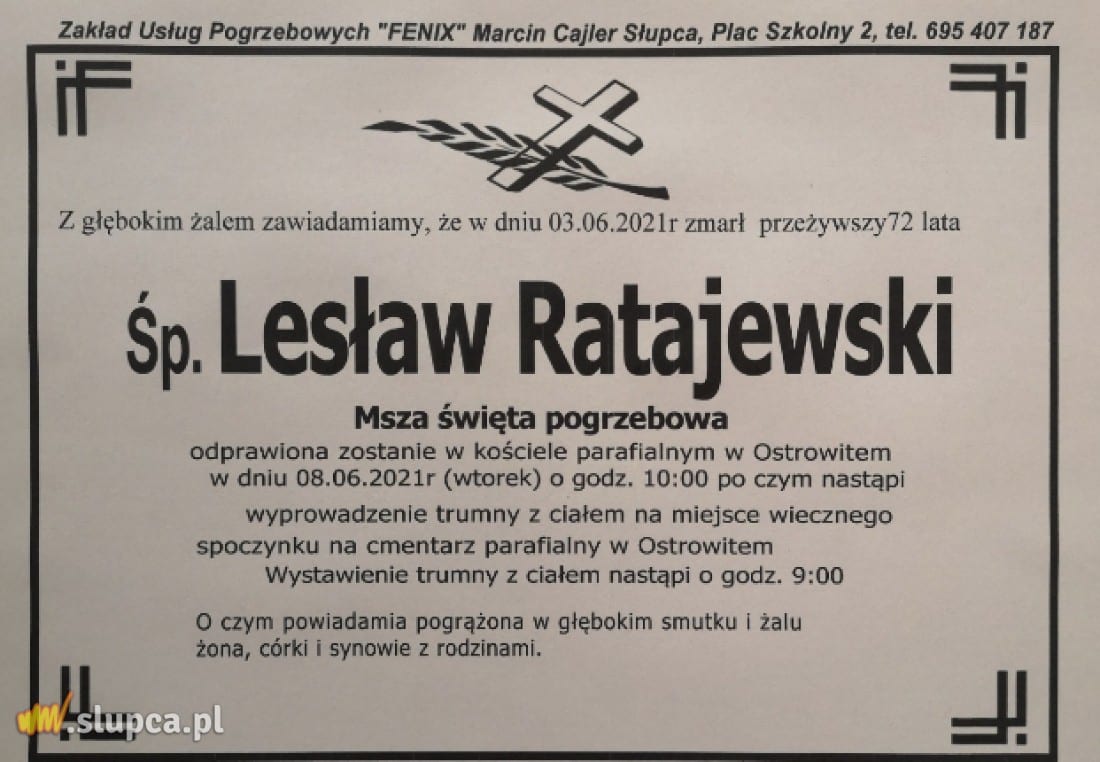 Zakład Usług Pogrzebowych "FENIX" Marcin Cajler Słupca, Plac Szkolny 2, tel. 695 407 187
Z głębokim żalem zawiadamiamy, że w dniu 03.06.2021r zmarł przeżywszy72 lata
Śp. Lesław Ratajewski
Msza święta pogrzebowa
odprawiona zostanie w kościele parafialnym w Ostrowitem
w dniu 08.06.2021r (wtorek) o godz. 10:00 po czym nastąpi
wyprowadzenie trumny z ciałem na miejsce wiecznego
spoczynku na cmentarz parafialny w Ostrowitem
Wystawienie trumny z ciałem nastąpi o godz. 9:00
O czym powiadamia pogrążona w głębokim smutku i żalu
żona, córki i synowie z rodzinami.
www.slupca.pl